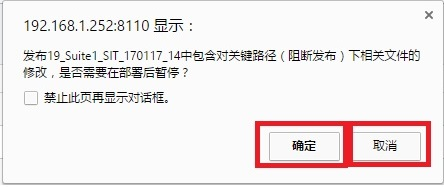 192.168.1.252:8110 显示：
发布19_Suite1_SIT_170117_14中包含对关键路径（阻断发布）下相关文件的
修改，是否需要在部署后暂停？
禁止此页再显示对话框。
确定 取消